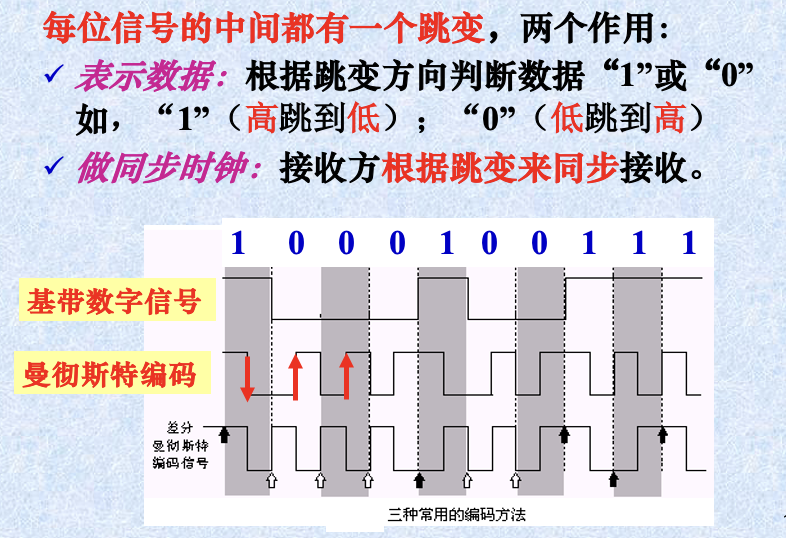 每位信号的中间都有一个跳变，两个作用：
✓ 表示数据：根据跳变方向判断数据“1”或“0”
如，“1”（高跳到低）；“0”（低跳到高）
✓ 做同步时钟：接收方根据跳变来同步接收。
1 0 0 0 1 0 0 1 1 1
基带数字信号
曼彻斯特编码
差分
曼彻斯特
编码信号
三种常用的编码方法